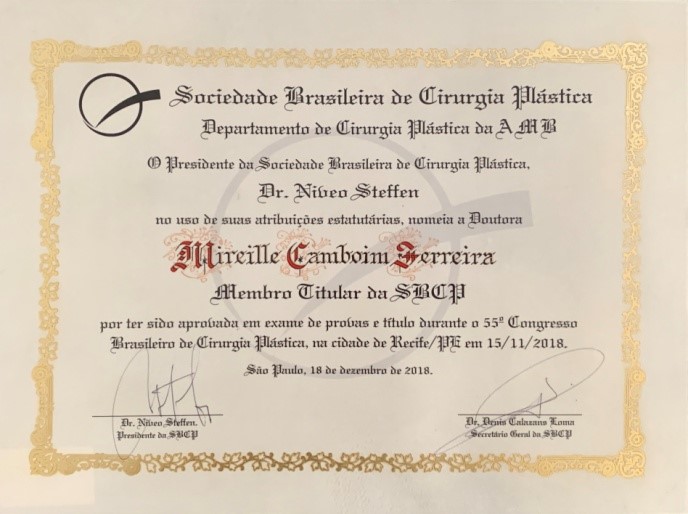 Sociedade Brasileira de Cirurgia Plástica
Departamento de Cirurgia Plástica da AMB
O Presidente da Sociedade Brasileira de Cirurgia Plástica,
Dr. Niveo Steffen
no uso de suas atribuições estatutárias, nomeia a Doutora
Mireille Camboim Ferreira
Membro Titular da SBCP
por ter sido aprovada em exame de provas e título durante o 55º Congresso
Brasileiro de Cirurgia Plástica, na cidade de Recife/PE em 15/11/2018.
São Paulo, 18 de dezembro de 2018.
Dr. Niveo Steffen
Presidente da SBCP
Dr. Denis Calazans Loma
Secretário Geral da SBCP